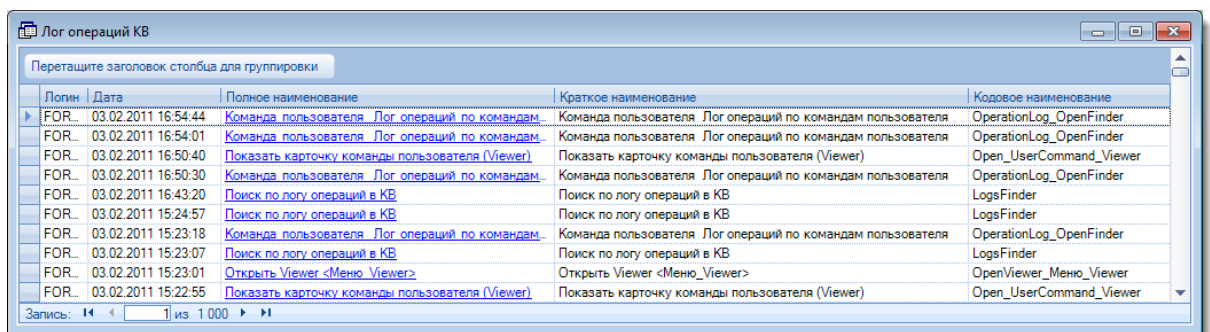 Лог операций КВ
Перетащите заголовок столбца для группировки
Логин Дата Полное наименование Краткое наименование Кодовое наименование
FOR... 03.02.2011 16:54:44 Команда пользователя Лог операций по командам... Команда пользователя Лог операций по командам пользователя OperationLog_OpenFinder
FOR... 03.02.2011 16:54:01 Команда пользователя Лог операций по командам... Команда пользователя Лог операций по командам пользователя OperationLog_OpenFinder
FOR... 03.02.2011 16:50:40 Показать карточку команды пользователя (Viewer) Показать карточку команды пользователя (Viewer) Open_UserCommand_Viewer
FOR... 03.02.2011 16:50:30 Команда пользователя Лог операций по командам... Команда пользователя Лог операций по командам пользователя OperationLog_OpenFinder
FOR... 03.02.2011 16:43:20 Поиск по логу операций в КВ Поиск по логу операций в КВ LogsFinder
FOR... 03.02.2011 15:24:57 Поиск по логу операций в КВ Поиск по логу операций в КВ LogsFinder
FOR... 03.02.2011 15:23:18 Команда пользователя Лог операций по командам... Команда пользователя Лог операций по командам пользователя OperationLog_OpenFinder
FOR... 03.02.2011 15:23:07 Поиск по логу операций в КВ Поиск по логу операций в КВ LogsFinder
FOR... 03.02.2011 15:23:01 Открыть Viewer <Меню_Viewer> Открыть Viewer <Меню_Viewer> OpenViewer_Меню_Viewer
FOR... 03.02.2011 15:22:55 Показать карточку команды пользователя (Viewer) Показать карточку команды пользователя (Viewer) Open_UserCommand_Viewer
Запись: 1 из 1 000